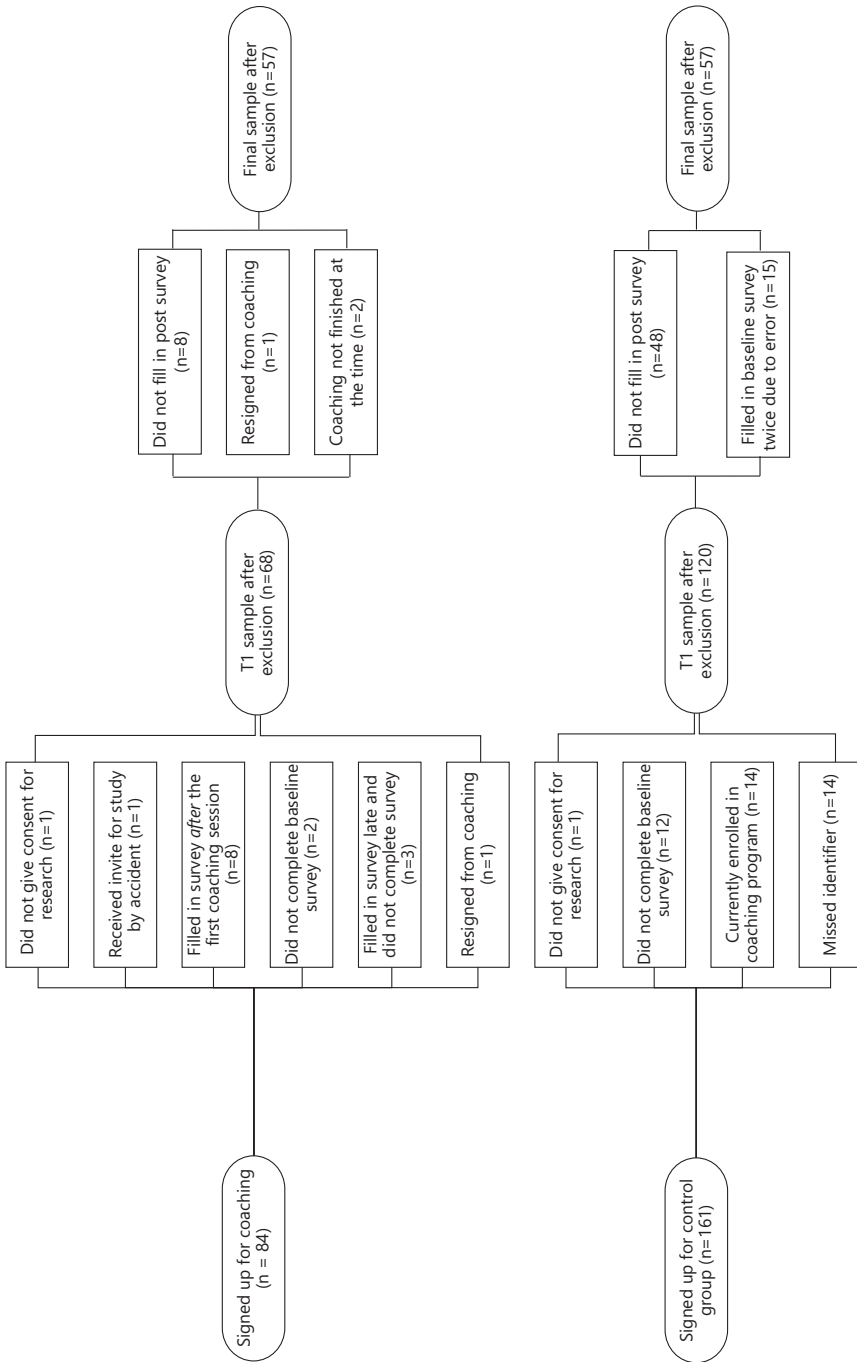 Signed up for coaching
(n = 84)
Did not give consent for
research (n=1)
Received invite for study
by accident (n=1)
Filled in survey after the
first coaching session
(n=8)
Did not complete baseline
survey (n=2)
Filled in survey late and
did not complete survey
(n=3)
Resigned from coaching
(n=1)
T1 sample after
exclusion (n=68)
Did not fill in post survey
(n=8)
Resigned from coaching
(n=1)
Coaching not finished at
the time (n=2)
Final sample after
exclusion (n=57)
Signed up for control
group (n=161)
Did not give consent for
research (n=1)
Did not complete baseline
survey (n=12)
Currently enrolled in
coaching program (n=14)
Missed identifier (n=14)
T1 sample after
exclusion (n=120)
Did not fill in post survey
(n=48)
Filled in baseline survey
twice due to error (n=15)
Final sample after
exclusion (n=57)